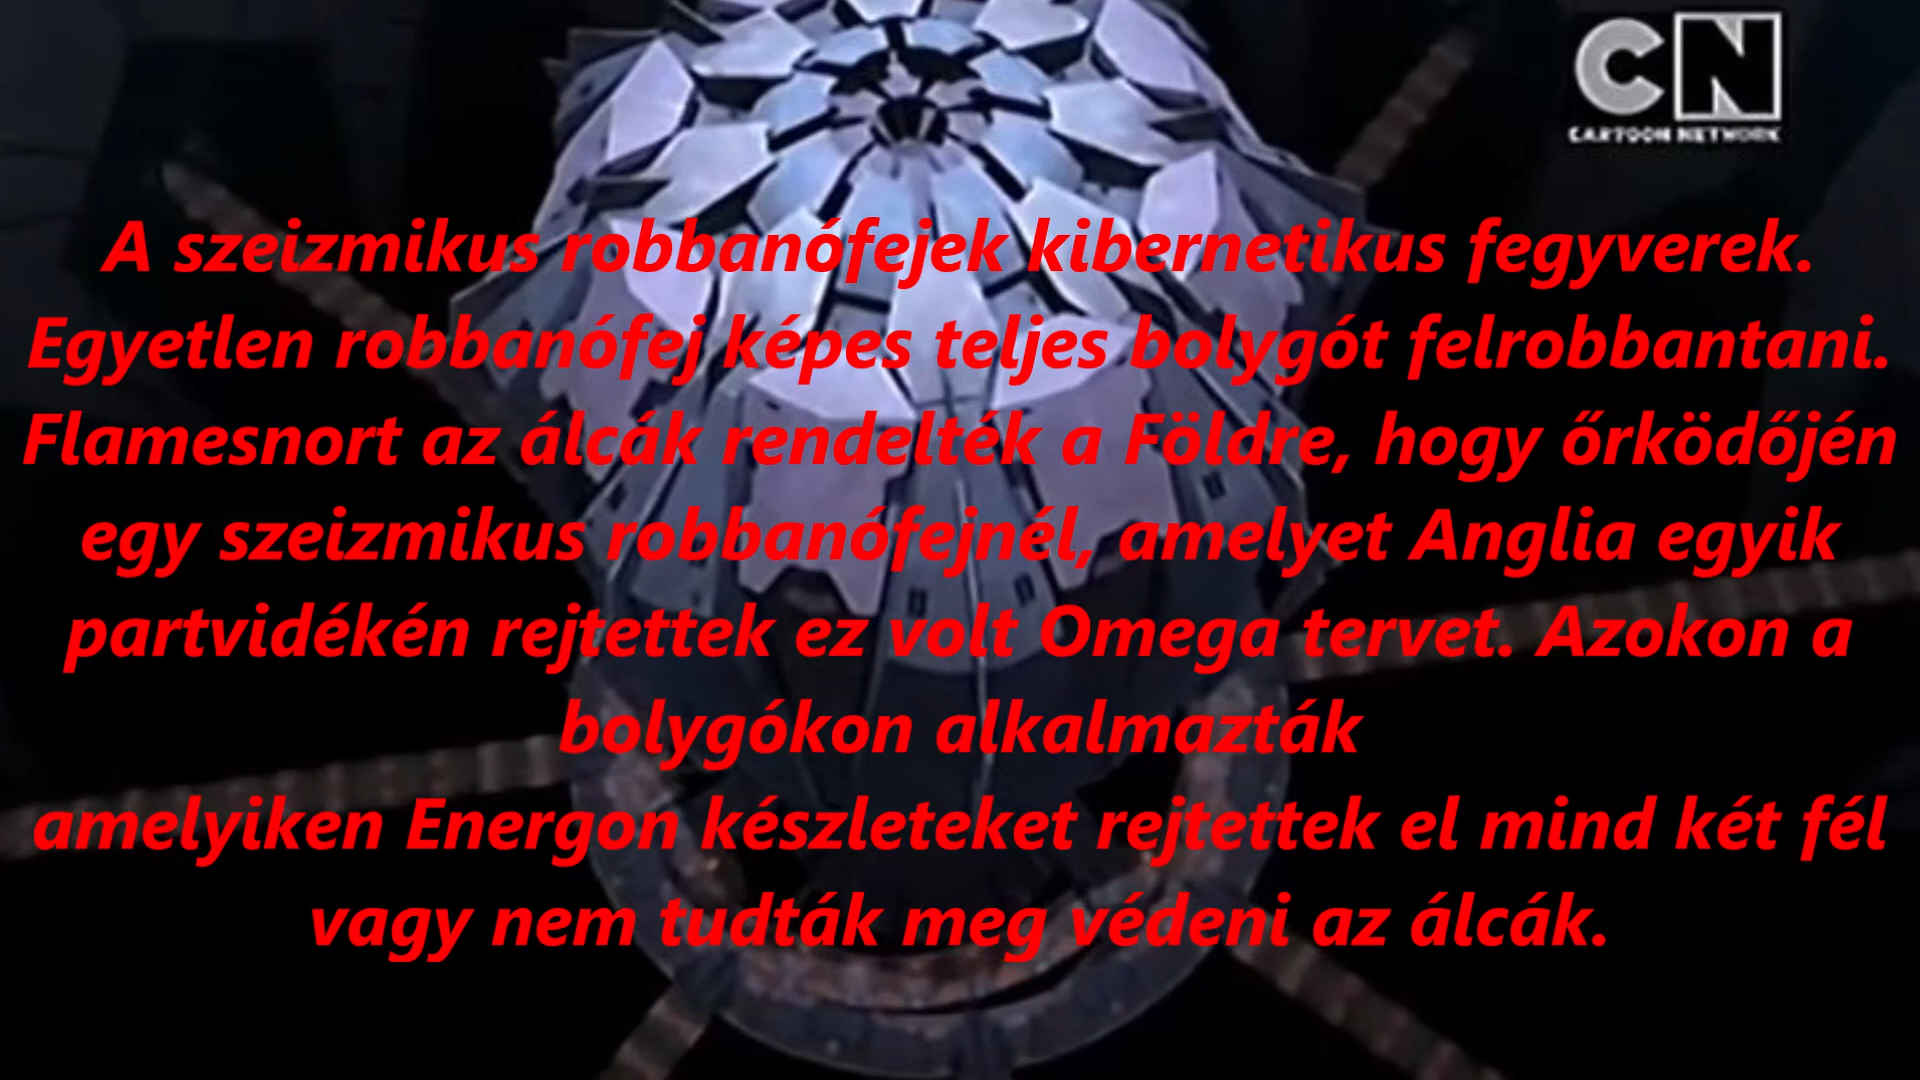 CN
CARTOON NETWORK
A szeizmikus robbanófejek kibernetikus fegyverek.
Egyetlen robbanófej képes teljes bolygót felrobbantani.
Flamesnort az álcák rendelték a Földre, hogy őrködőjén
egy szeizmikus robbanófejnél, amelyet Anglia egyik
partvidékén rejtettek ez volt Omega tervet. Azokon a
bolygókon alkalmazták
amelyiken Energon készleteket rejtettek el mind két fél
vagy nem tudták meg védeni az álcák.